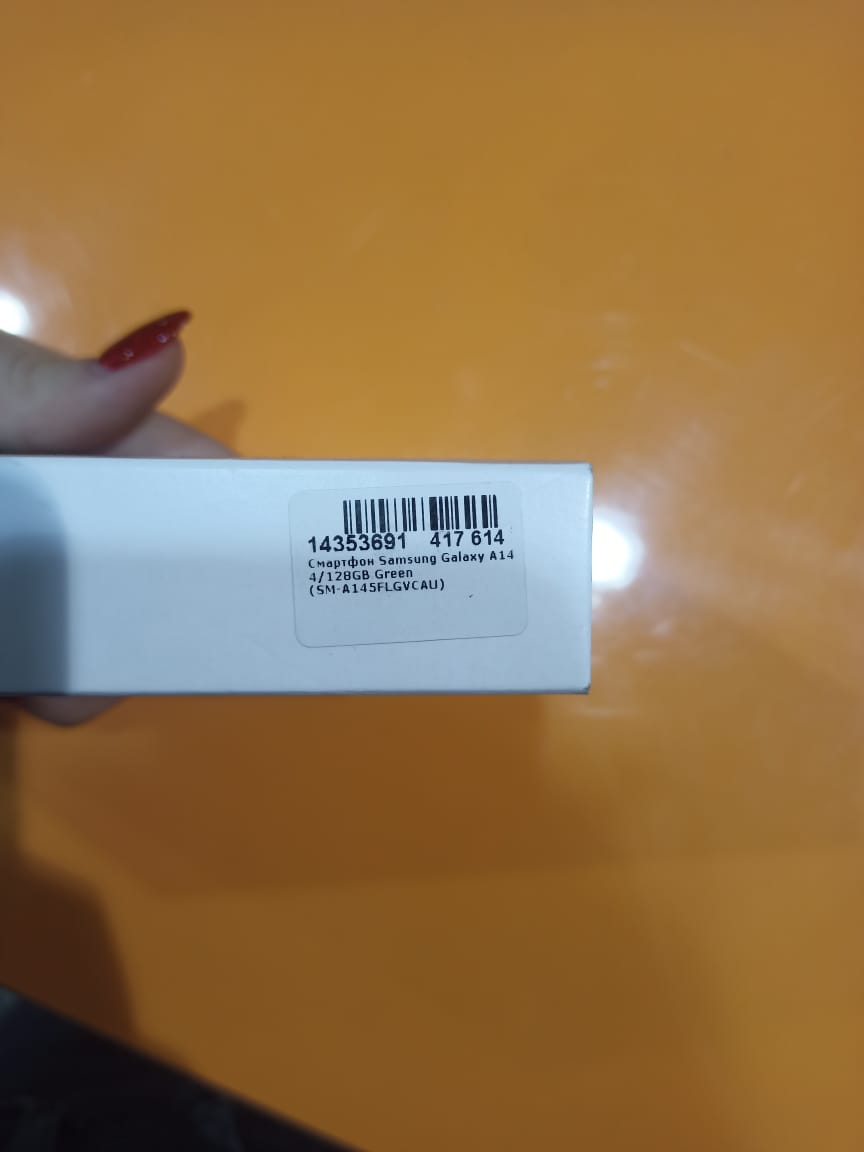 14353691 417 614
Смартфон Samsung Galaxy A14
4/128GB Green
(SM-A145FLGVCAU)